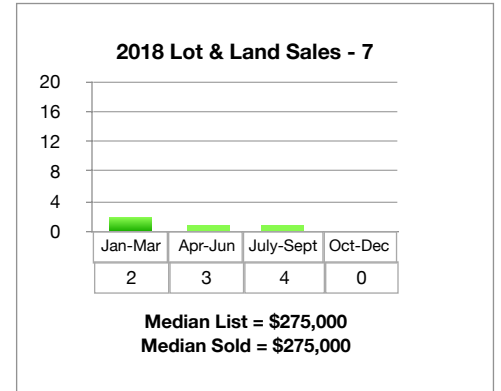 2018 Lot & Land Sales - 7
20
16
12
8
4
0
Jan-Mar Apr-Jun July-Sept Oct-Dec
2 3 4 0
Median List = $275,000
Median Sold = $275,000